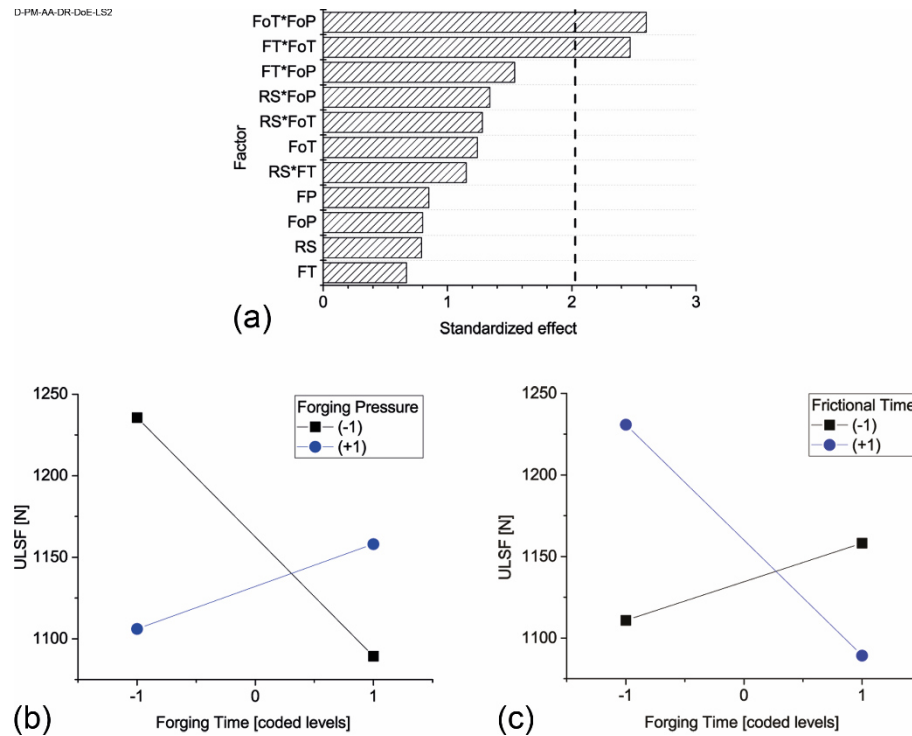 D-PM-AA-DR-DoE-LS2
FoT*FoP
FT*FoT
FT*FoP
RS*FoP
RS*FoT
FoT
RS*FT
FP
FoP
RS
FT
Factor
0 1 2 3
Standardized effect
(a)
1250
1200
1150
1100
ULSF [N]
Forging Pressure
(-1)
(+1)
-1 0 1
Forging Time [coded levels]
(b)
1250
1200
1150
1100
ULSF [N]
Frictional Time
(-1)
(+1)
-1 0 1
Forging Time [coded levels]
(c)